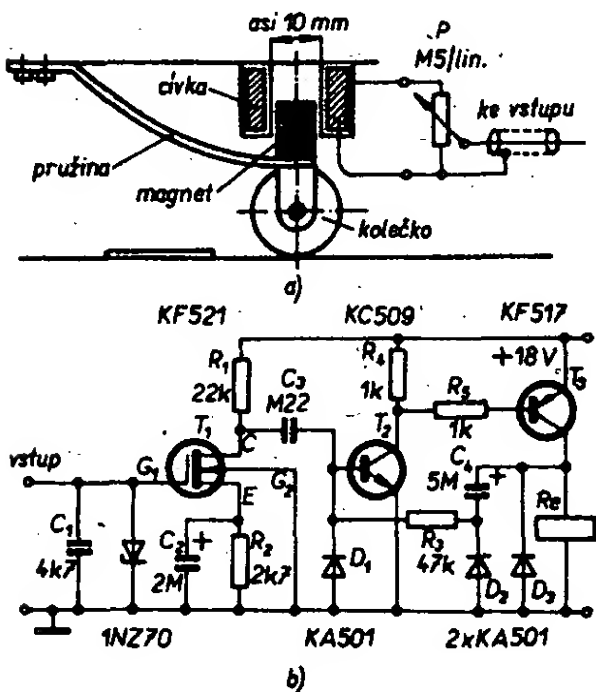 asi 10 mm
P
M5/lin.
cívka
ke vstupu
pružina
magnet
kolečko
a)
KF521
KC509
KF517
R1
22k
C3
M22
R4
1k
+18V
R5
1k
T3
T1
C
T2
vstup
G1
G2
E
C4
5M
+
Re
C1
4k7
C2
+
2M
R2
2k7
D1
R3
47k
D2
D3
1NZ70
KA501
2xKA501
b)